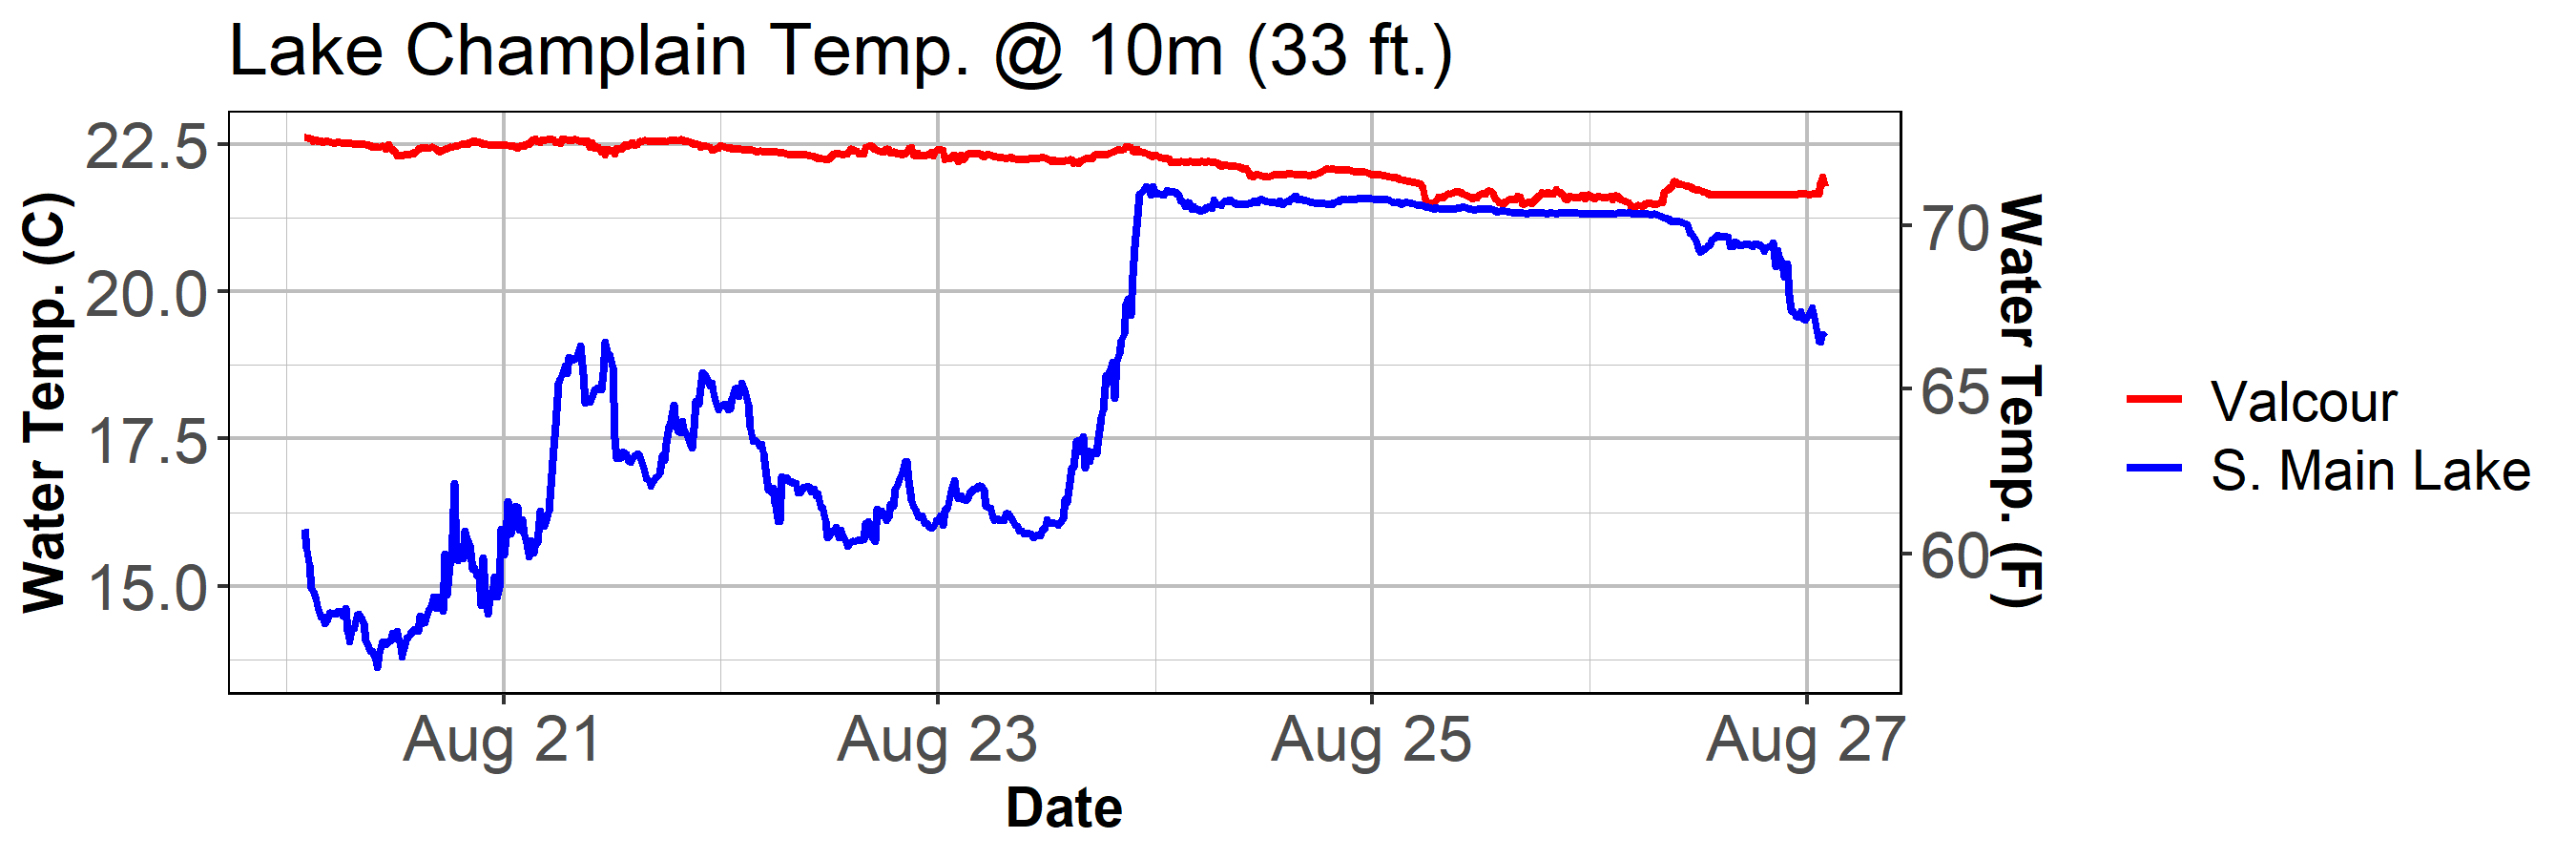 Lake Champlain Temp. @ 10m (33 ft.)
Water Temp. (C)
22.5
20.0
17.5
15.0
70
65
60
Water Temp. (F)
Valcour
S. Main Lake
Aug 21
Aug 23
Aug 25
Aug 27
Date